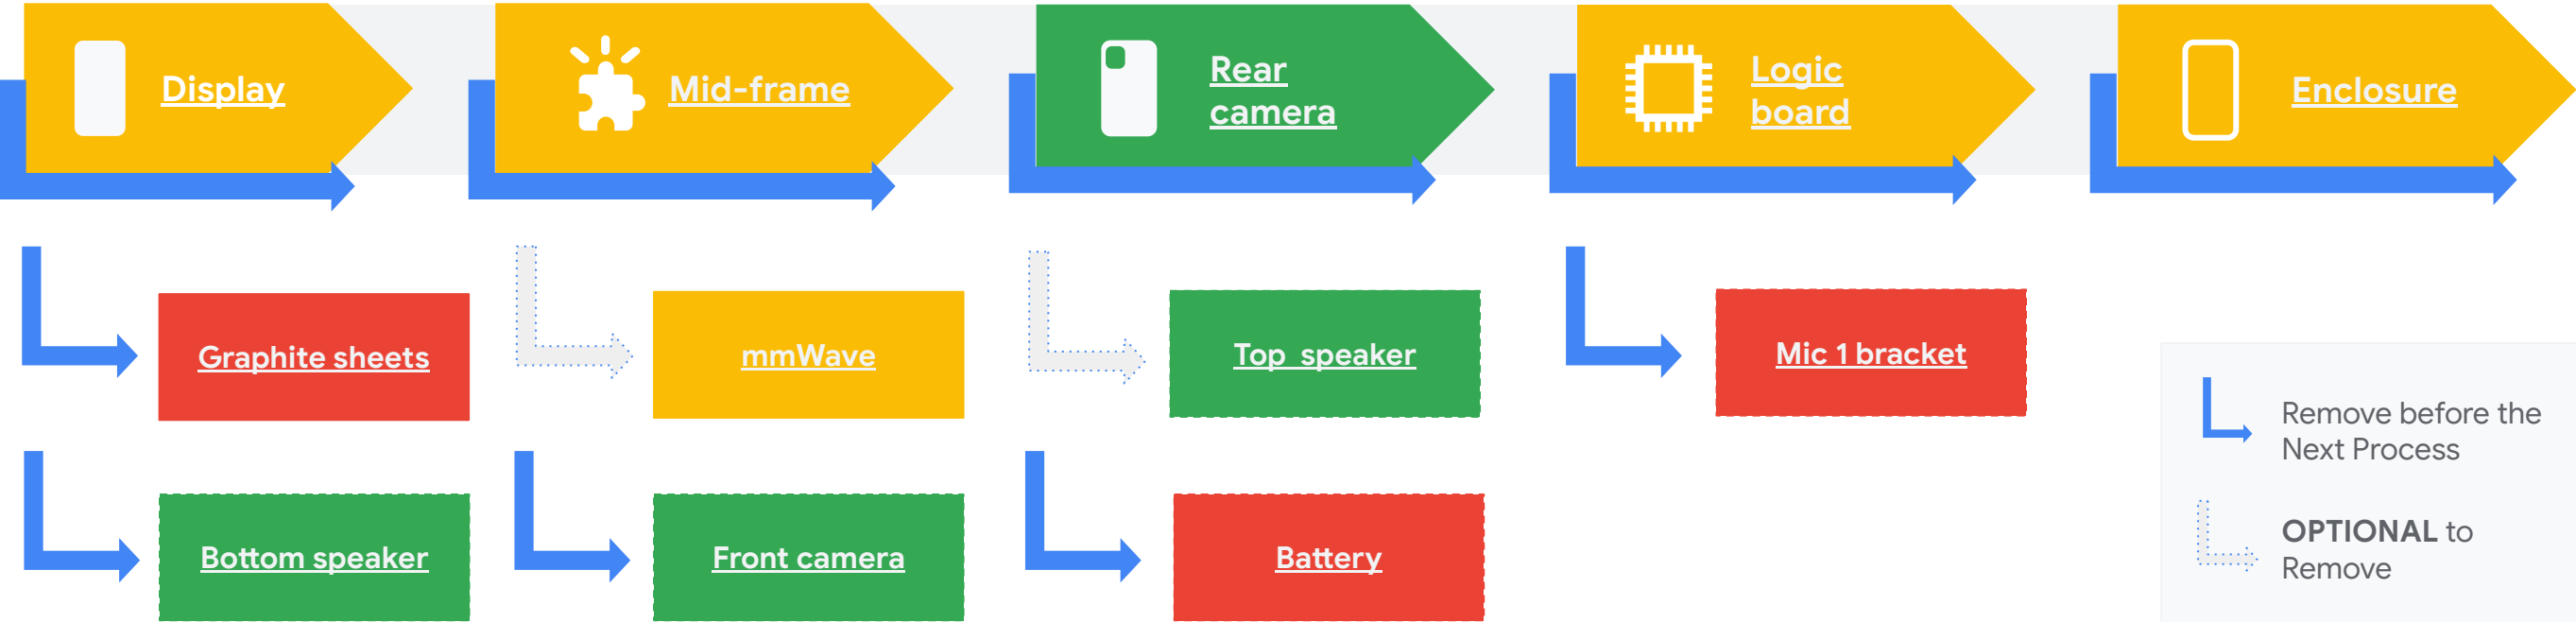 Display
Mid-frame
Rear
camera
Logic
board
Enclosure
Graphite sheets
mmWave
Top speaker
Mic 1 bracket
Bottom speaker
Front camera
Battery
Remove before the
Next Process
OPTIONAL to
Remove